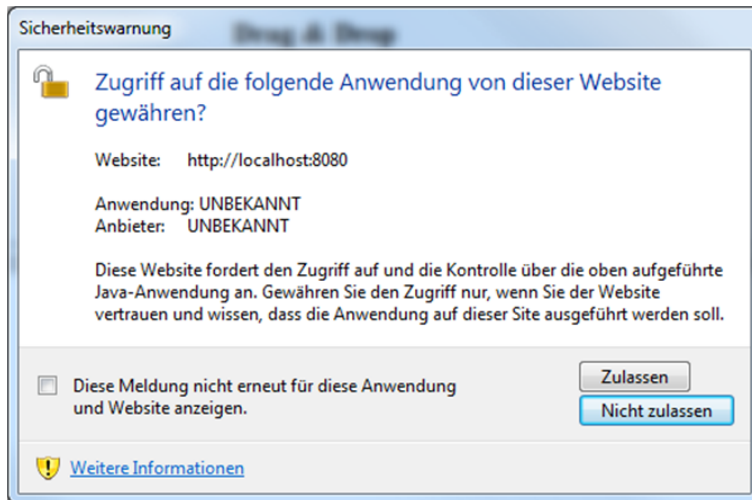 Sicherheitswarnung
Drag & Drop
Zugriff auf die folgende Anwendung von dieser Website
gewähren?
Website: http://localhost:8080
Anwendung: UNBEKANNT
Anbieter: UNBEKANNT
Diese Website fordert den Zugriff auf und die Kontrolle über die oben aufgeführte
Java-Anwendung an. Gewähren Sie den Zugriff nur, wenn Sie der Website
vertrauen und wissen, dass die Anwendung auf dieser Site ausgeführt werden soll.
Diese Meldung nicht erneut für diese Anwendung
und Website anzeigen.
Zulassen
Nicht zulassen
Weitere Informationen